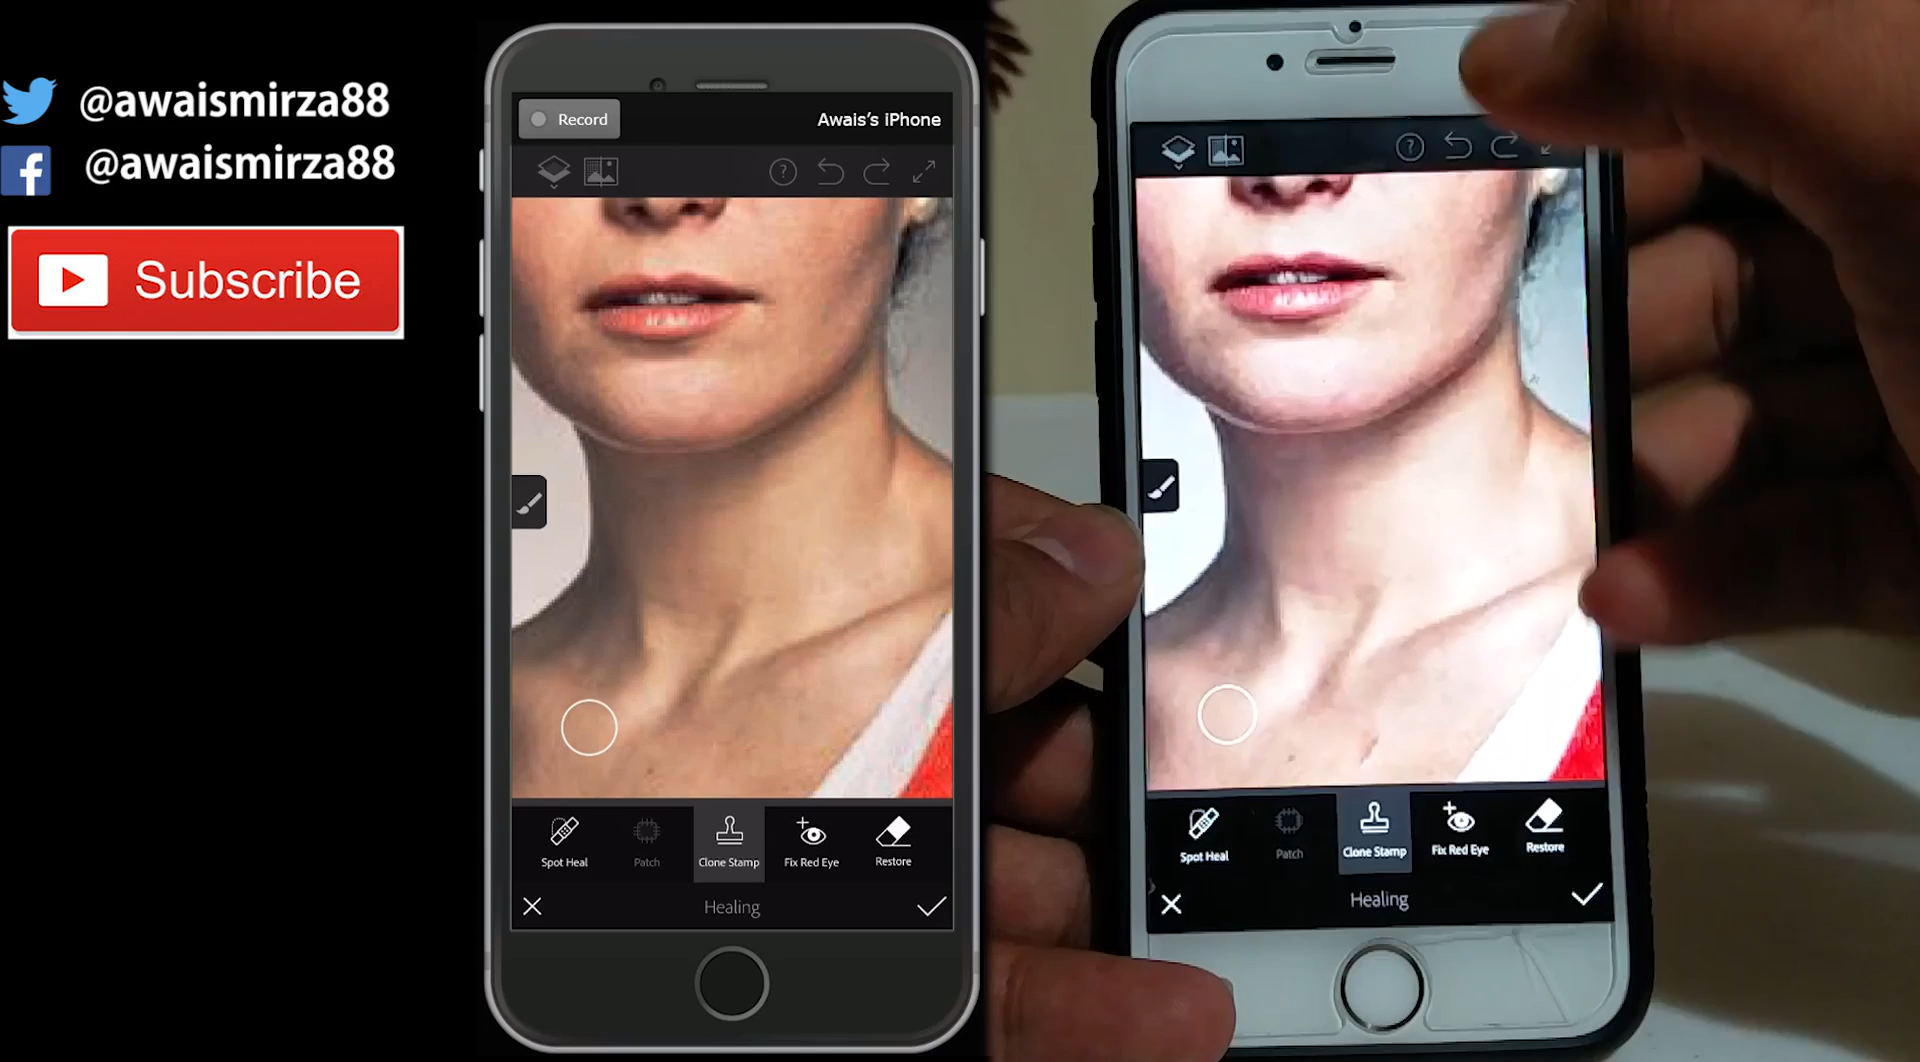 @awaismirza88
@awaismirza88
Subscribe
Record
Awais's iPhone
?
Spot Heal
Patch
Clone Stamp
Fix Red Eye
Restore
Healing
?
Spot Heal
Patch
Clone Stamp
Fix Red Eye
Restore
Healing